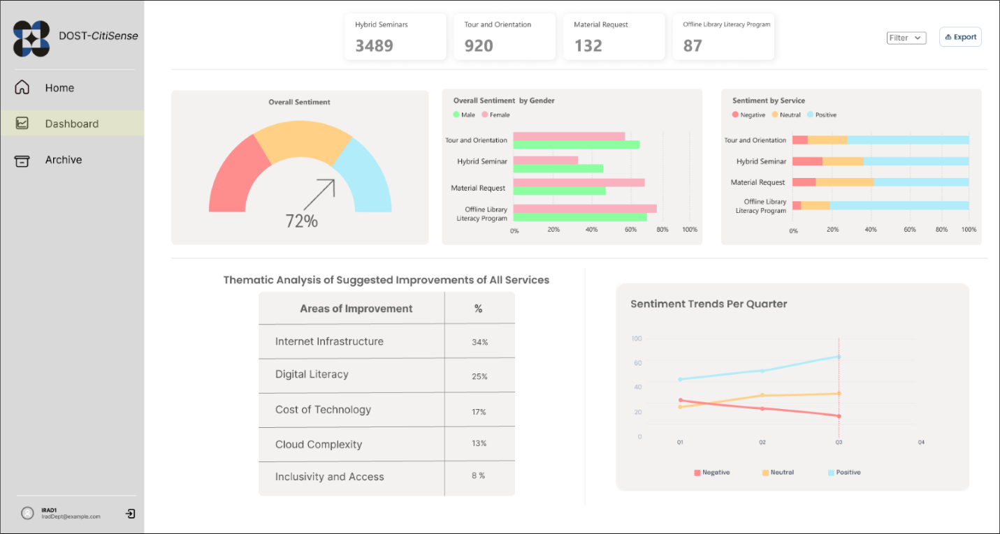 DOST-CitiSense
Home
Dashboard
Archive
IRAD1
IradDept@example.com
Hybrid Seminars
3489
Tour and Orientation
920
Material Request
132
Offline Library Literacy Program
87
Filter
Export
Overall Sentiment
72%
Overall Sentiment by Gender
Male Female
Tour and Orientation
Hybrid Seminar
Material Request
Offline Library
Literacy Program
0% 20% 40% 60% 80% 100%
Sentiment by Service
Negative Neutral Positive
Tour and Orientation
Hybrid Seminar
Material Request
Offline Library
Literacy Program
0% 20% 40% 60% 80% 100%
Thematic Analysis of Suggested Improvements of All Services
Areas of Improvement %
Internet Infrastructure 34%
Digital Literacy 25%
Cost of Technology 17%
Cloud Complexity 13%
Inclusivity and Access 8 %
Sentiment Trends Per Quarter
100
60
40
20
0
Q1 Q2 Q3 Q4
Negative Neutral Positive